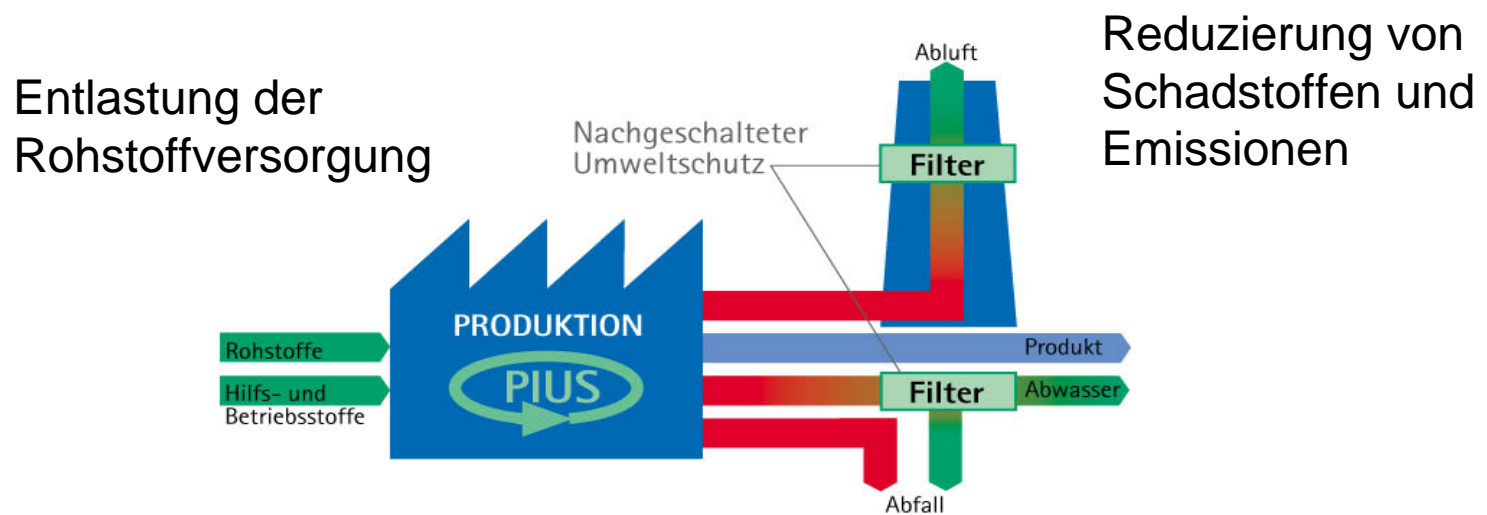 Entlastung der
Rohstoffversorgung
Reduzierung von
Schadstoffen und
Emissionen
Abluft
Nachgeschalteter
Umweltschutz
Filter
PRODUKTION
PIUS
Rohstoffe
Hilfs- und
Betriebsstoffe
Produkt
Filter
Abwasser
Abfall